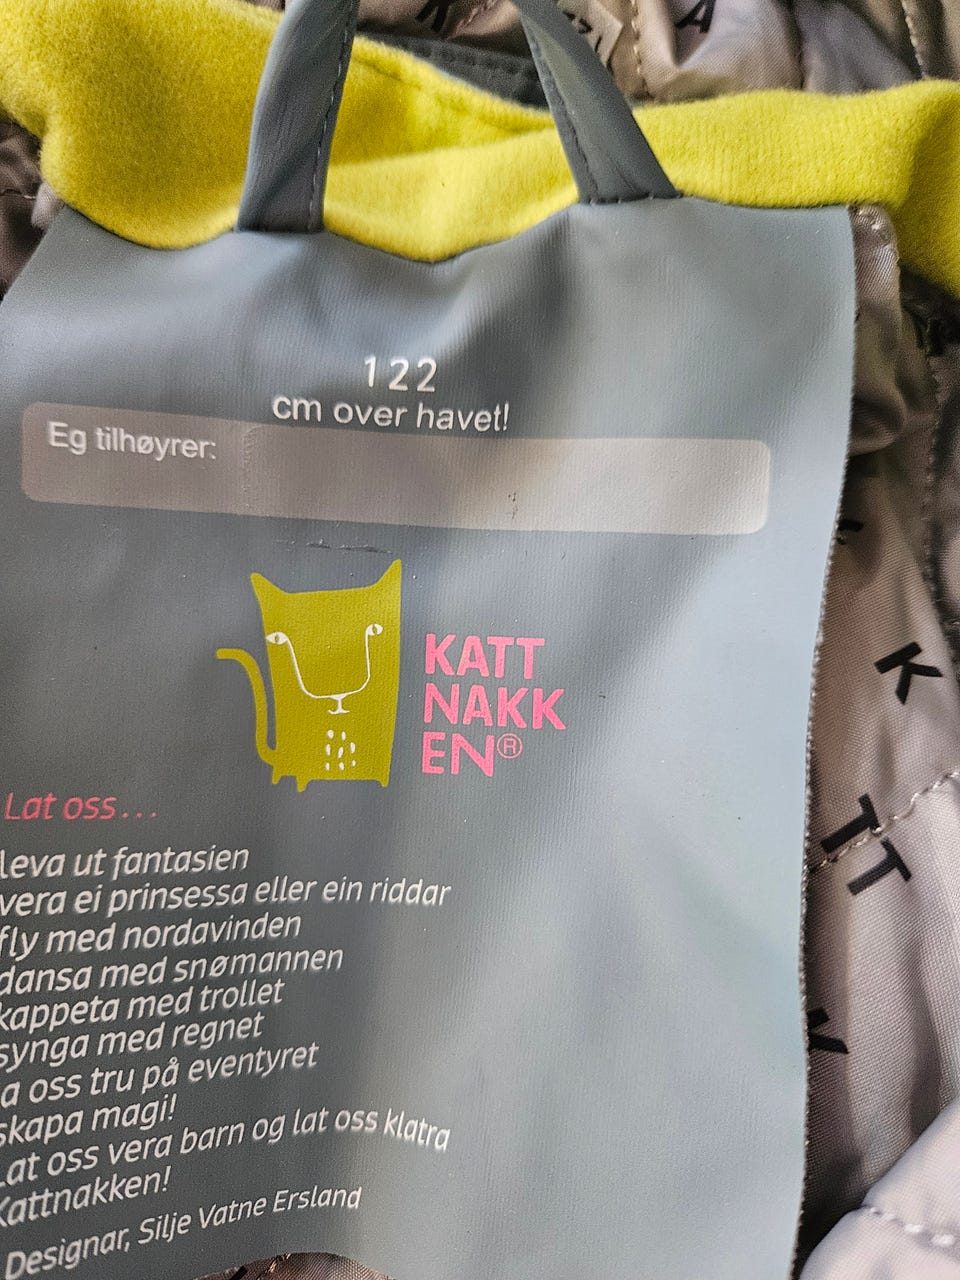 122
cm over havet!
Eg tilhøyrer:
KATT
NAKK
EN®
Lat oss...
leva ut fantasien
vera ei prinsessa eller ein riddar
fly med nordavinden
dansa med snømannen
kappeta med trollet
synga med regnet
a oss tru på eventyret
skapa magi!
Lat oss vera barn og lat oss klatra
Kattnakken!
Designar, Silje Vatne Ersland
K
TT